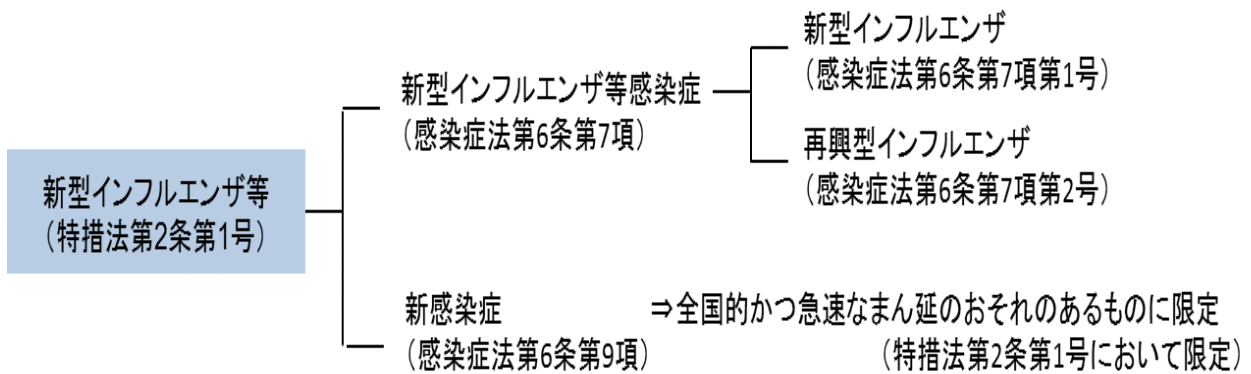 新型インフルエンザ等
(特措法第2条第1号)
新型インフルエンザ等感染症
(感染症法第6条第7項)
新型インフルエンザ
(感染症法第6条第7項第1号)
再興型インフルエンザ
(感染症法第6条第7項第2号)
新感染症 ⇒全国的かつ急速なまん延のおそれのあるものに限定
(感染症法第6条第9項) (特措法第2条第1号において限定)